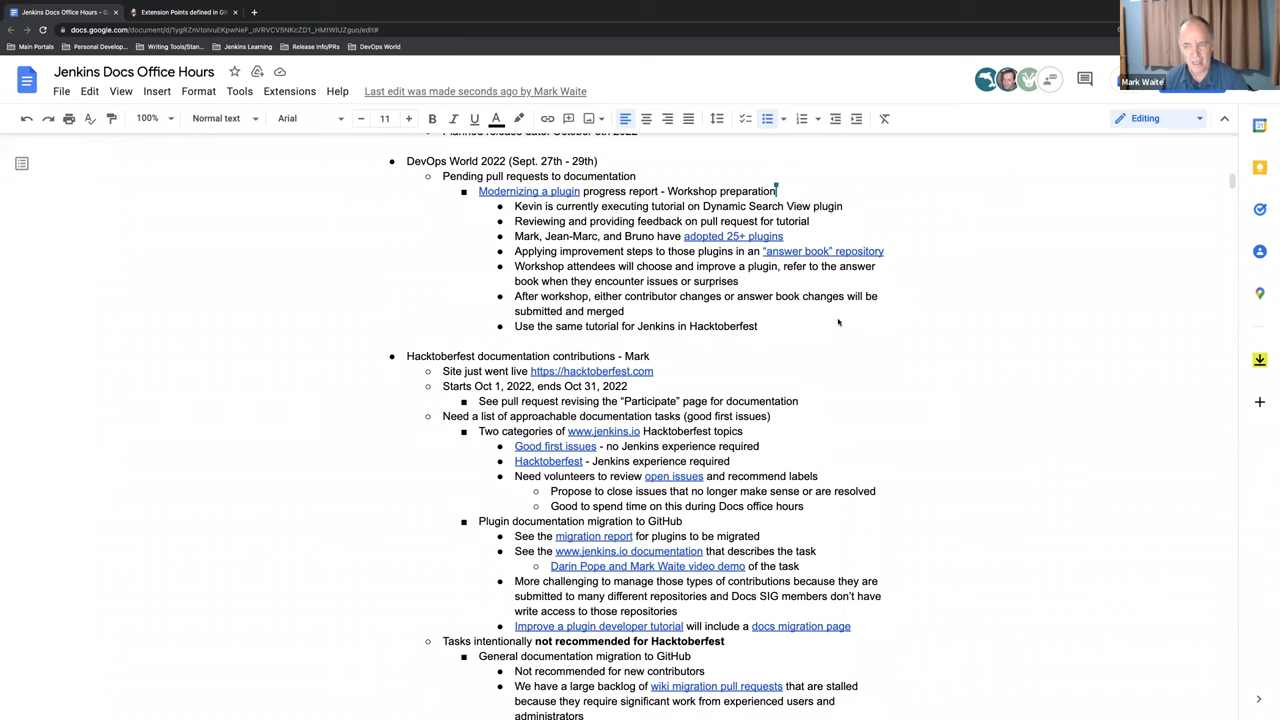 Jenkins Docs Office Hours - G
Extension Points defined in Gi
docs.google.com/document/d/1ygRZnVtoIvuEKpwNeF_oVRVCV5NKcZD1_HMtWIUZguo/edit#
Main Portals
Personal Develop...
Writing Tools/Stan...
Jenkins Learning
Release Info/PRs
DevOps World
Mark Waite
Jenkins Docs Office Hours
File Edit View Insert Format Tools Extensions Help Last edit was made seconds ago by Mark Waite
100% Normal text Arial 11 Editing
DevOps World 2022 (Sept. 27th - 29th)
Pending pull requests to documentation
Modernizing a plugin progress report - Workshop preparation
Kevin is currently executing tutorial on Dynamic Search View plugin
Reviewing and providing feedback on pull request for tutorial
Mark, Jean-Marc, and Bruno have adopted 25+ plugins
Applying improvement steps to those plugins in an “answer book” repository
Workshop attendees will choose and improve a plugin, refer to the answer
book when they encounter issues or surprises
After workshop, either contributor changes or answer book changes will be
submitted and merged
Use the same tutorial for Jenkins in Hacktoberfest
Hacktoberfest documentation contributions - Mark
Site just went live https://hacktoberfest.com
Starts Oct 1, 2022, ends Oct 31, 2022
See pull request revising the “Participate” page for documentation
Need a list of approachable documentation tasks (good first issues)
Two categories of www.jenkins.io Hacktoberfest topics
Good first issues - no Jenkins experience required
Hacktoberfest - Jenkins experience required
Need volunteers to review open issues and recommend labels
Propose to close issues that no longer make sense or are resolved
Good to spend time on this during Docs office hours
Plugin documentation migration to GitHub
See the migration report for plugins to be migrated
See the www.jenkins.io documentation that describes the task
Darin Pope and Mark Waite video demo of the task
More challenging to manage those types of contributions because they are
submitted to many different repositories and Docs SIG members don’t have
write access to those repositories
Improve a plugin developer tutorial will include a docs migration page
Tasks intentionally not recommended for Hacktoberfest
General documentation migration to GitHub
Not recommended for new contributors
We have a large backlog of wiki migration pull requests that are stalled
because they require significant work from experienced users and
administrators